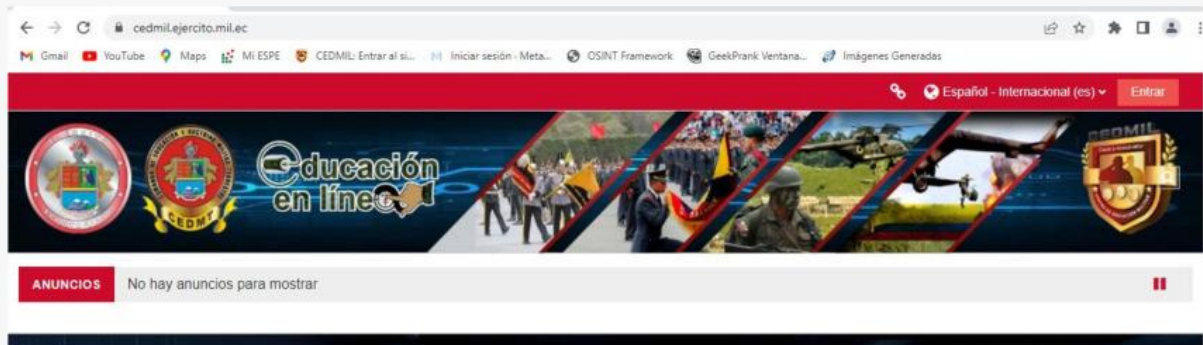 cedmil.ejercito.mil.ec
Gmail YouTube Maps Mi ESPE CEDMIL: Entrar al si... Iniciar sesión - Meta... OSINT Framework GeekPrank Ventana... Imágenes Generadas
Español - Internacional (es) Entrar
Educación
en línea
CEDMT
CEDMIL
ANUNCIOS No hay anuncios para mostrar